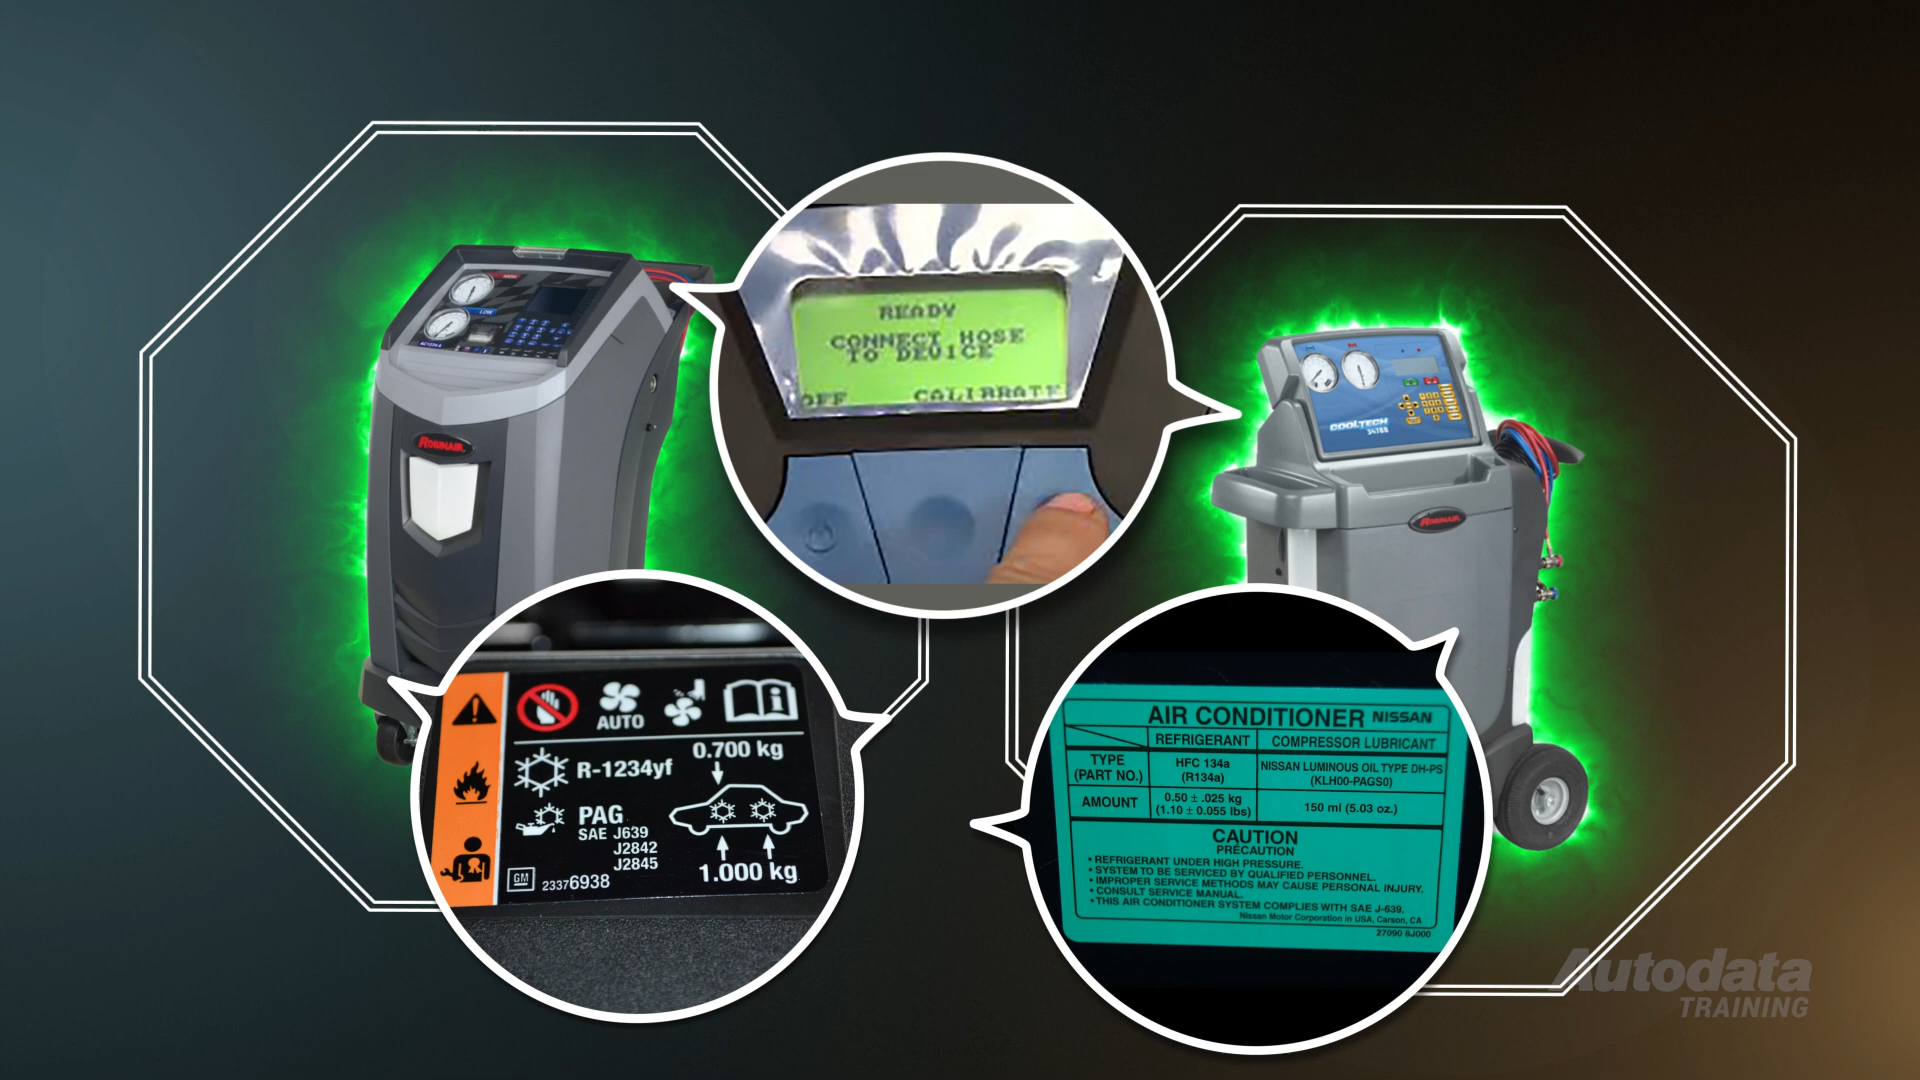 HIGH
LOW
ROBINAIR
READY
CONNECT HOSE
TO DEVICE
OFF CALIBRATE
COOLTECH
34788
ROBINAIR
AUTO
R-1234yf
0.700 kg
PAG
SAE J639
J2842
J2845
1.000 kg
GM
23376938
AIR CONDITIONER NISSAN
REFRIGERANT COMPRESSOR LUBRICANT
TYPE
(PART NO.)
HFC 134a
(R134a)
NISSAN LUMINOUS OIL TYPE DH-PS
(KLH00-PAGS0)
AMOUNT
0.50 ± .025 kg
(1.10 ± 0.055 lbs)
150 ml (5.03 oz.)
CAUTION
PRÉCAUTION
• REFRIGERANT UNDER HIGH PRESSURE.
• SYSTEM TO BE SERVICED BY QUALIFIED PERSONNEL.
• IMPROPER SERVICE METHODS MAY CAUSE PERSONAL INJURY.
• CONSULT SERVICE MANUAL.
• THIS AIR CONDITIONER SYSTEM COMPLIES WITH SAE J-639.
Nissan Motor Corporation in USA, Carson, CA
27090 8J000
Autodata
TRAINING